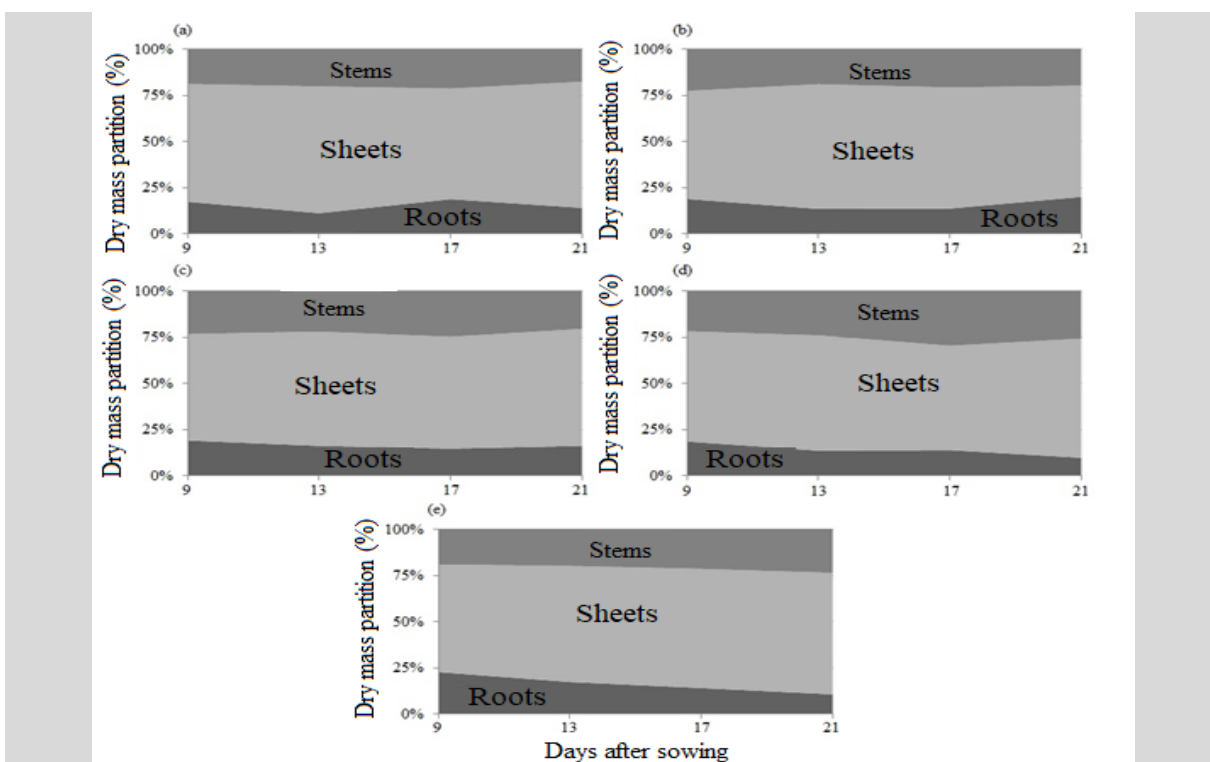 (a)
Dry mass partition (%)
100%
75%
50%
25%
0%
Stems
Sheets
Roots
9 13 17 21
(b)
Dry mass partition (%)
100%
75%
50%
25%
0%
Stems
Sheets
Roots
9 13 17 21
(c)
Dry mass partition (%)
100%
75%
50%
25%
0%
Stems
Sheets
Roots
9 13 17 21
(d)
Dry mass partition (%)
100%
75%
50%
25%
0%
Stems
Sheets
Roots
9 13 17 21
(e)
Dry mass partition (%)
100%
75%
50%
25%
0%
Stems
Sheets
Roots
9 13 17 21
Days after sowing